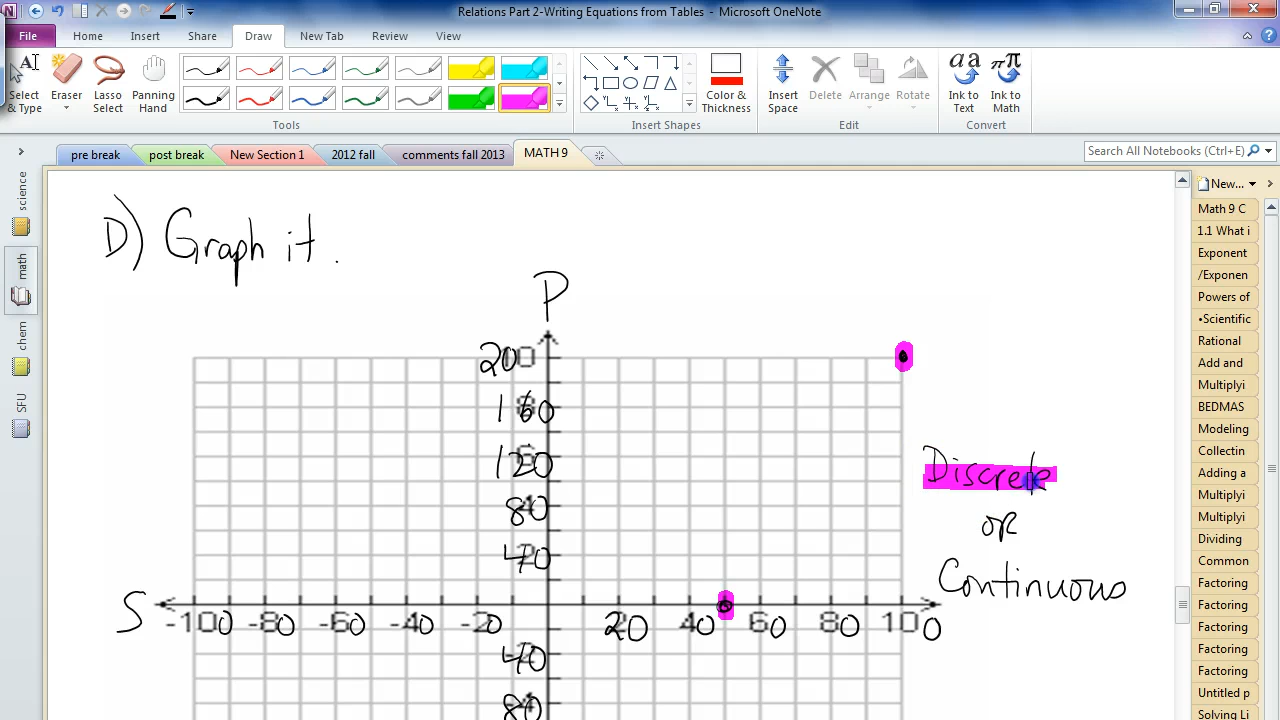 Relations Part 2-Writing Equations from Tables - Microsoft OneNote
File Home Insert Share Draw New Tab Review View
Select & Type
Eraser
Lasso Select
Panning Hand
Color & Thickness
Insert Space
Delete
Arrange
Rotate
Ink to Text
Ink to Math
Tools
Insert Shapes
Edit
Convert
pre break
post break
New Section 1
2012 fall
comments fall 2013
MATH 9
Search All Notebooks (Ctrl+E)
science
math
chem
SFU
New...
Math 9 C
1.1 What i
Exponent
/Exponen
Powers of
•Scientific
Rational
Add and
Multiplyi
BEDMAS
Modeling
Collectin
Adding a
Multiplyi
Multiplyi
Dividing
Common
Factoring
Factoring
Factoring
Factoring
Factoring
Untitled p
Solving Li
D) Graph it.
P
200
160
120
80
40
S
-100 -80 -60 -40 -20 20 40 60 80 100
40
80
Discrete
or
Continuous